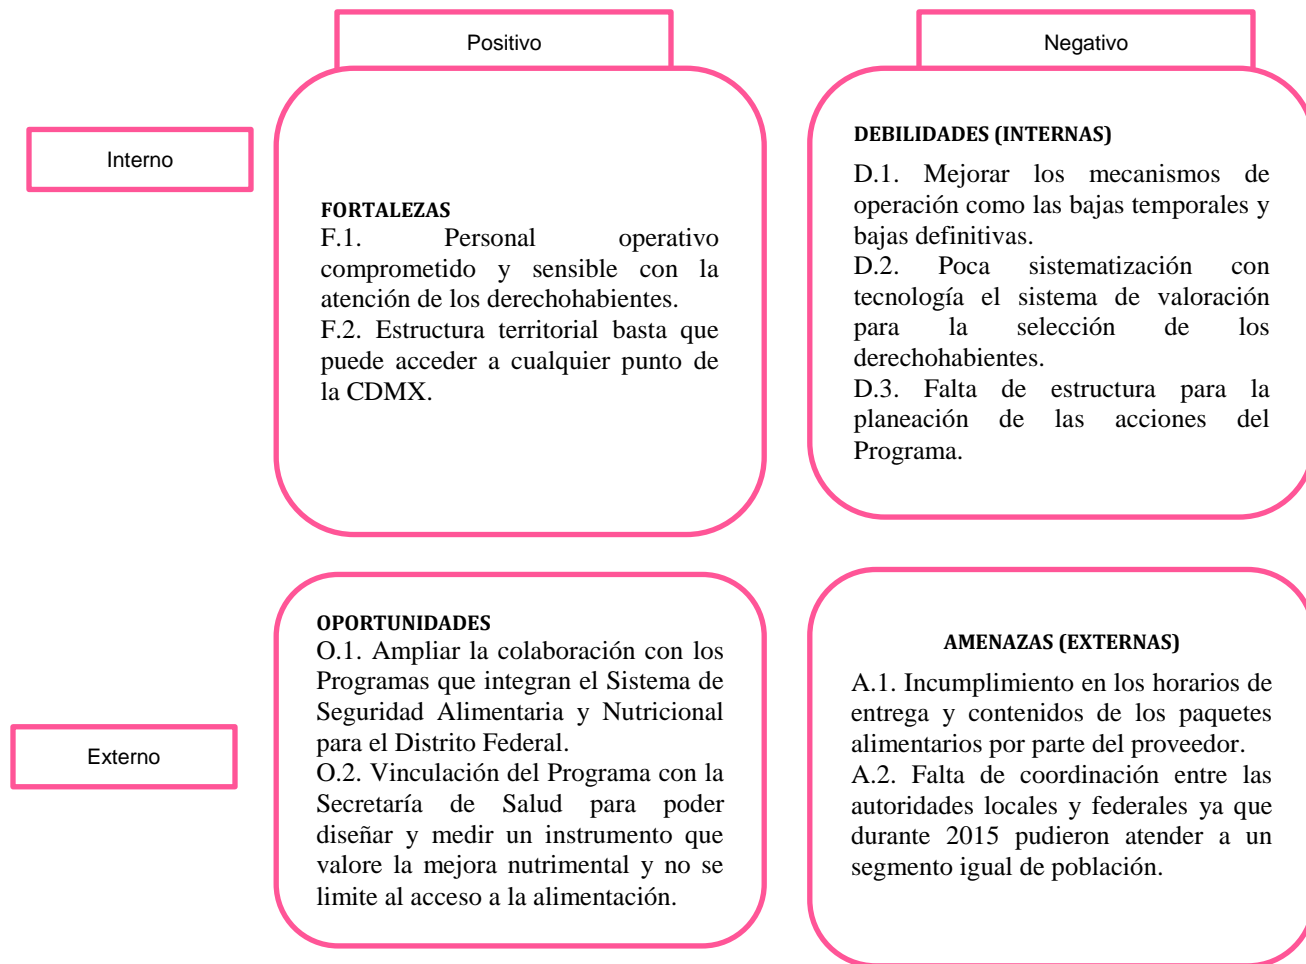 Positivo
Negativo
Interno
FORTALEZAS
F.1. Personal operativo
comprometido y sensible con la
atención de los derechohabientes.
F.2. Estructura territorial basta que
puede acceder a cualquier punto de
la CDMX.
DEBILIDADES (INTERNAS)
D.1. Mejorar los mecanismos de
operación como las bajas temporales y
bajas definitivas.
D.2. Poca sistematización con
tecnología el sistema de valoración
para la selección de los
derechohabientes.
D.3. Falta de estructura para la
planeación de las acciones del
Programa.
Externo
OPORTUNIDADES
O.1. Ampliar la colaboración con los
Programas que integran el Sistema de
Seguridad Alimentaria y Nutricional
para el Distrito Federal.
O.2. Vinculación del Programa con la
Secretaría de Salud para poder
diseñar y medir un instrumento que
valore la mejora nutrimental y no se
limite al acceso a la alimentación.
AMENAZAS (EXTERNAS)
A.1. Incumplimiento en los horarios de
entrega y contenidos de los paquetes
alimentarios por parte del proveedor.
A.2. Falta de coordinación entre las
autoridades locales y federales ya que
durante 2015 pudieron atender a un
segmento igual de población.